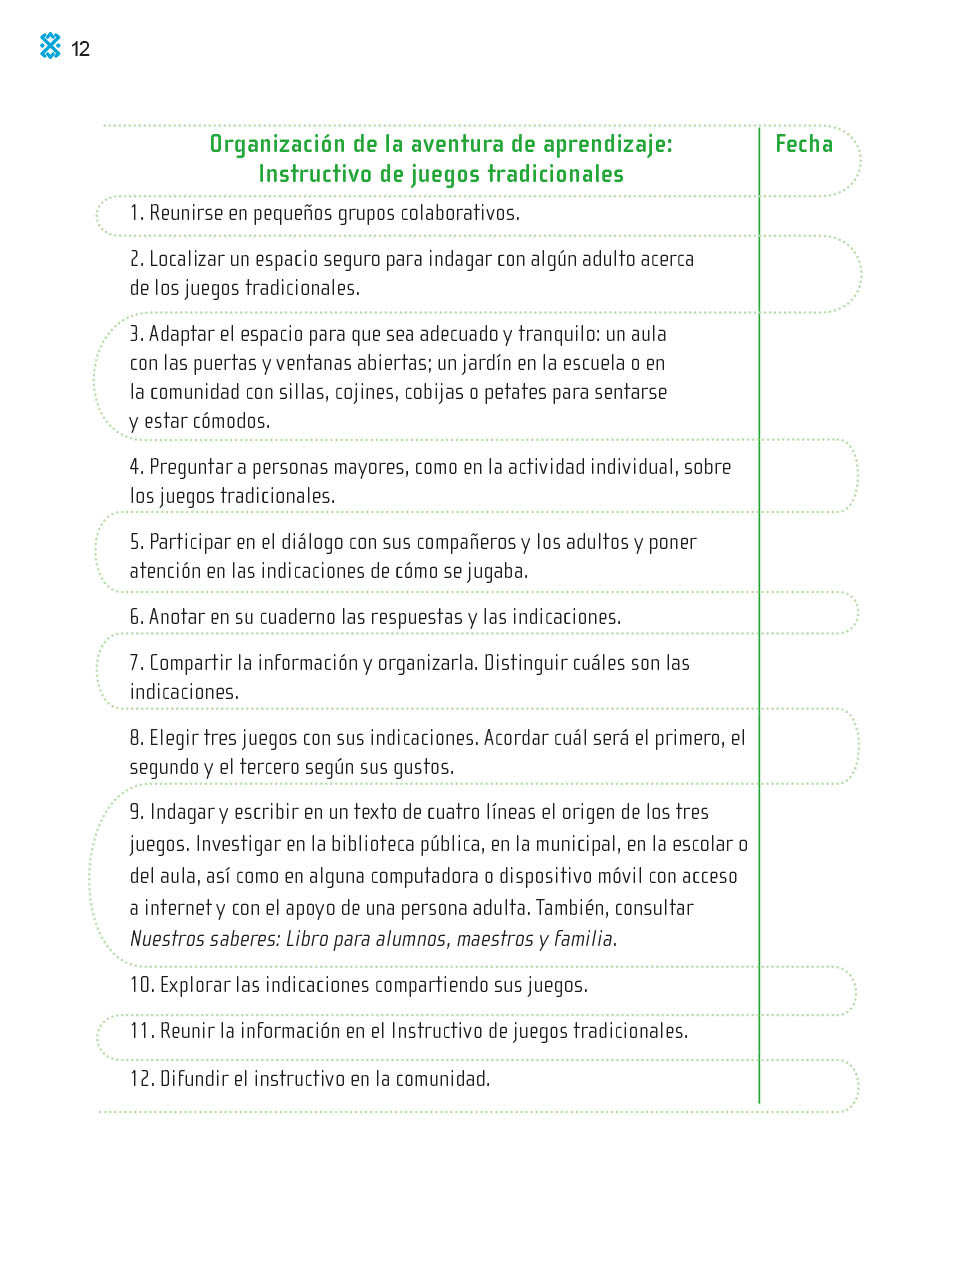 12
Organización de la aventura de aprendizaje:
Instructivo de juegos tradicionales
Fecha
1. Reunirse en pequeños grupos colaborativos.
2. Localizar un espacio seguro para indagar con algún adulto acerca
de los juegos tradicionales.
3. Adaptar el espacio para que sea adecuado y tranquilo: un aula
con las puertas y ventanas abiertas; un jardín en la escuela o en
la comunidad con sillas, cojines, cobijas o petates para sentarse
y estar cómodos.
4. Preguntar a personas mayores, como en la actividad individual, sobre
los juegos tradicionales.
5. Participar en el diálogo con sus compañeros y los adultos y poner
atención en las indicaciones de cómo se jugaba.
6. Anotar en su cuaderno las respuestas y las indicaciones.
7. Compartir la información y organizarla. Distinguir cuáles son las
indicaciones.
8. Elegir tres juegos con sus indicaciones. Acordar cuál será el primero, el
segundo y el tercero según sus gustos.
9. Indagar y escribir en un texto de cuatro líneas el origen de los tres
juegos. Investigar en la biblioteca pública, en la municipal, en la escolar o
del aula, así como en alguna computadora o dispositivo móvil con acceso
a internet y con el apoyo de una persona adulta. También, consultar
Nuestros saberes: Libro para alumnos, maestros y familia.
10. Explorar las indicaciones compartiendo sus juegos.
11. Reunir la información en el Instructivo de juegos tradicionales.
12. Difundir el instructivo en la comunidad.